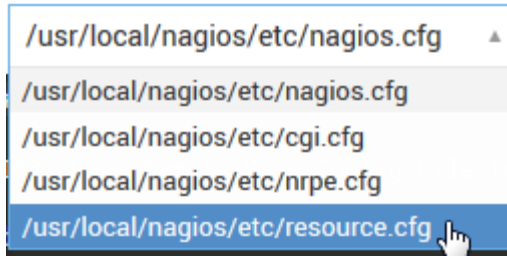 /usr/local/nagios/etc/nagios.cfg
/usr/local/nagios/etc/nagios.cfg
/usr/local/nagios/etc/cgi.cfg
/usr/local/nagios/etc/nrpe.cfg
/usr/local/nagios/etc/resource.cfg